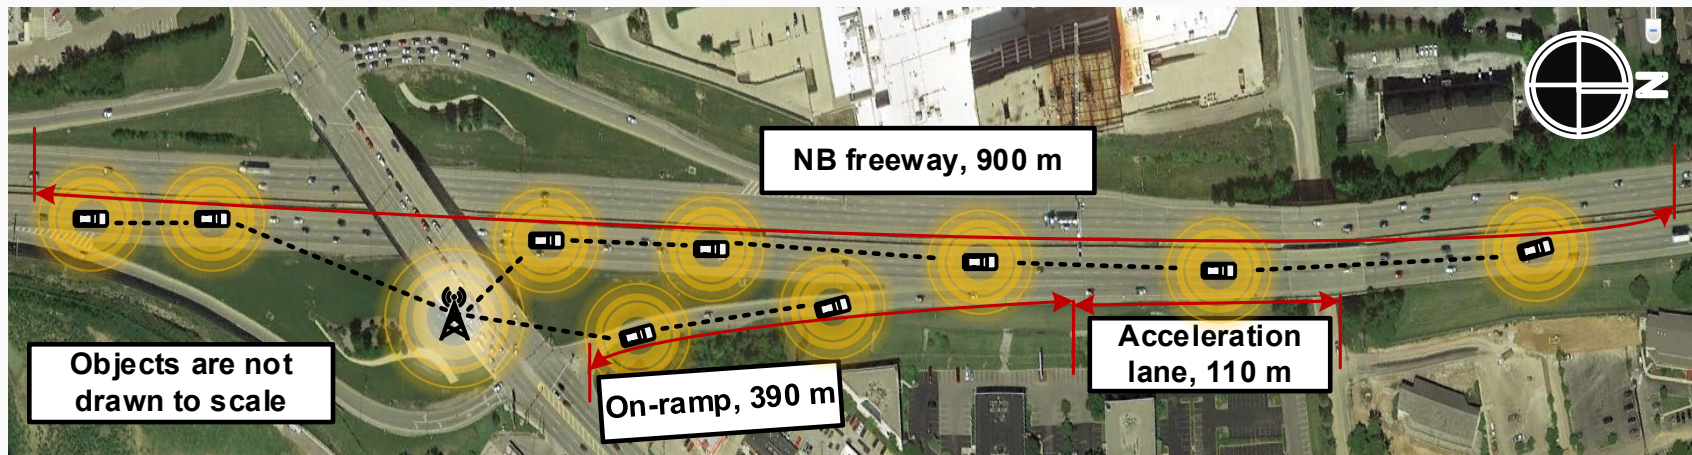 NB freeway, 900 m
N
Objects are not
drawn to scale
On-ramp, 390 m
Acceleration
lane, 110 m